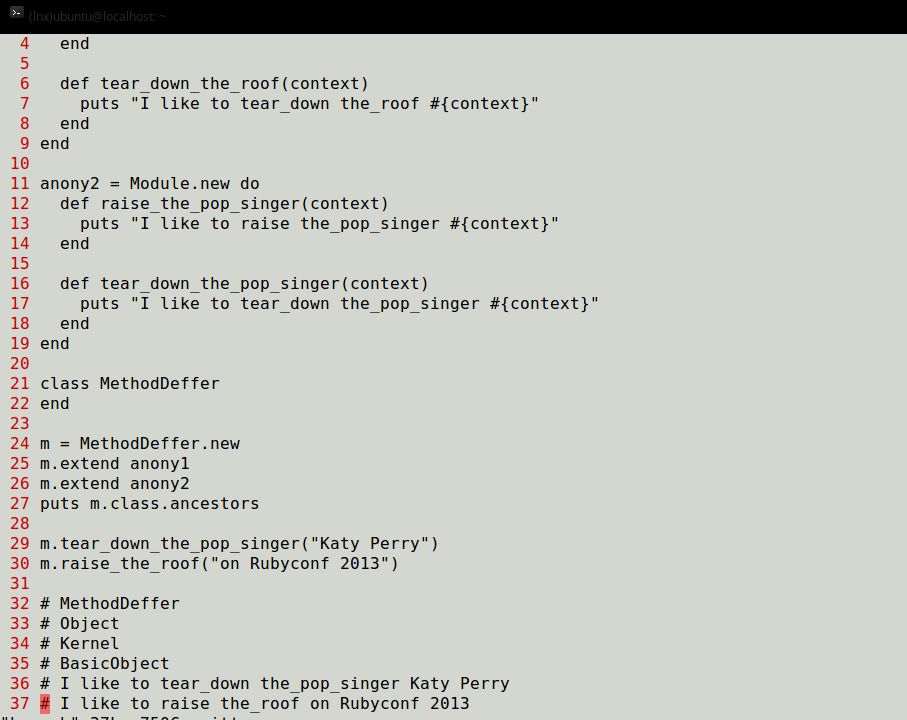 (lnx)ubuntu@localhost: ~
4   end
5
6   def tear_down_the_roof(context)
7     puts "I like to tear_down the_roof #{context}"
8   end
9 end
10
11 anony2 = Module.new do
12   def raise_the_pop_singer(context)
13     puts "I like to raise the_pop_singer #{context}"
14   end
15
16   def tear_down_the_pop_singer(context)
17     puts "I like to tear_down the_pop_singer #{context}"
18   end
19 end
20
21 class MethodDeffer
22 end
23
24 m = MethodDeffer.new
25 m.extend anony1
26 m.extend anony2
27 puts m.class.ancestors
28
29 m.tear_down_the_pop_singer("Katy Perry")
30 m.raise_the_roof("on Rubyconf 2013")
31
32 # MethodDeffer
33 # Object
34 # Kernel
35 # BasicObject
36 # I like to tear_down the_pop_singer Katy Perry
37 # I like to raise the_roof on Rubyconf 2013